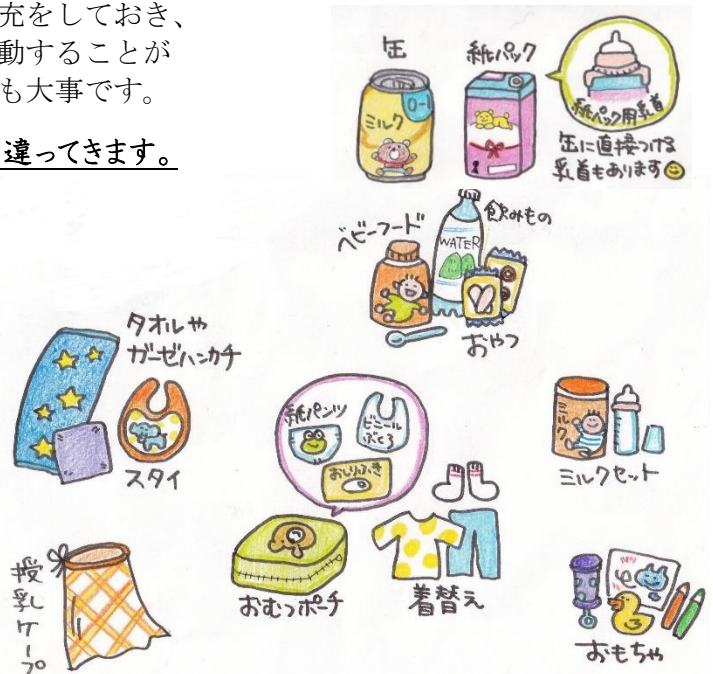 充をしておき、
動することが
も大事です。
違ってきます。
缶
紙パック
ミルク
0-1
紙パック用乳首
缶に直接つける
乳首もあります
ベビーフード
飲みもの
WATER
おやつ
タオルや
ガーゼハンカチ
スタイ
紙パンツ
ビニール
ぶくろ
おしりふき
おむつポーチ
着替え
ミルク
ミルクセット
授乳ケープ
おもちゃ